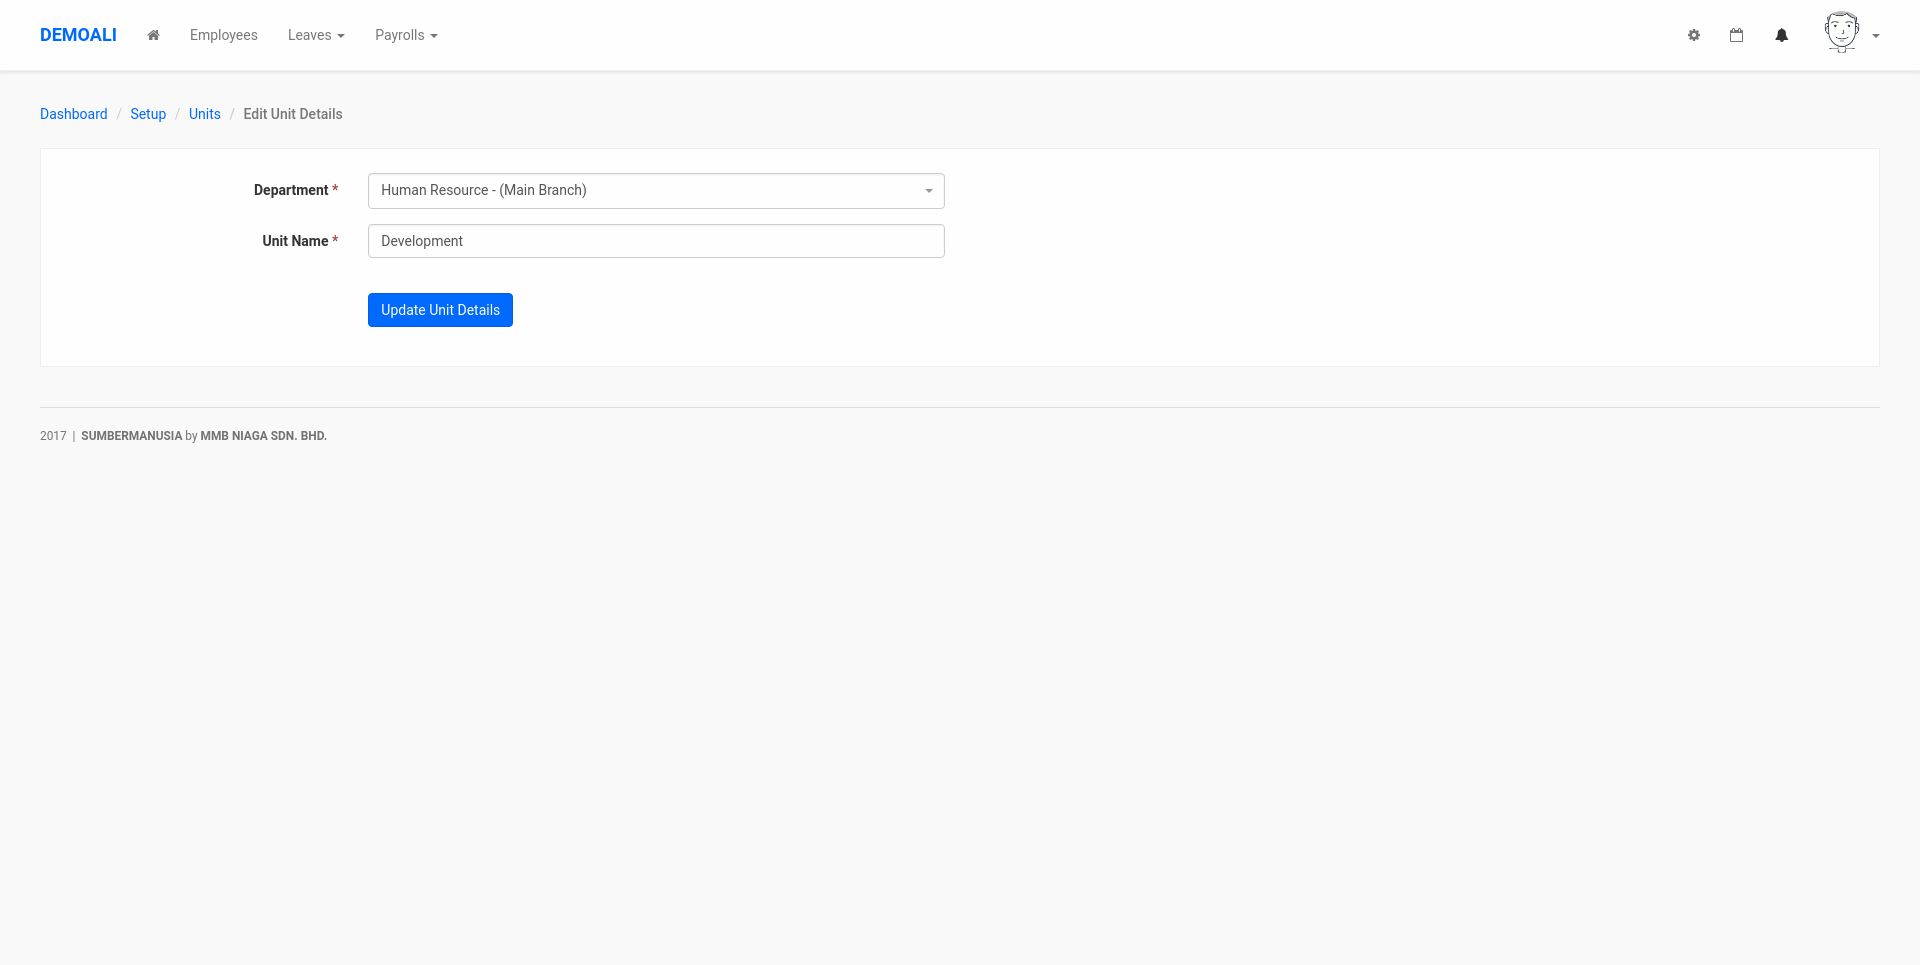 DEMOALI Employees Leaves Payrolls
Dashboard / Setup / Units / Edit Unit Details
Department * Human Resource - (Main Branch)
Unit Name * Development
Update Unit Details
2017 | SUMBERMANUSIA by MMB NIAGA SDN. BHD.